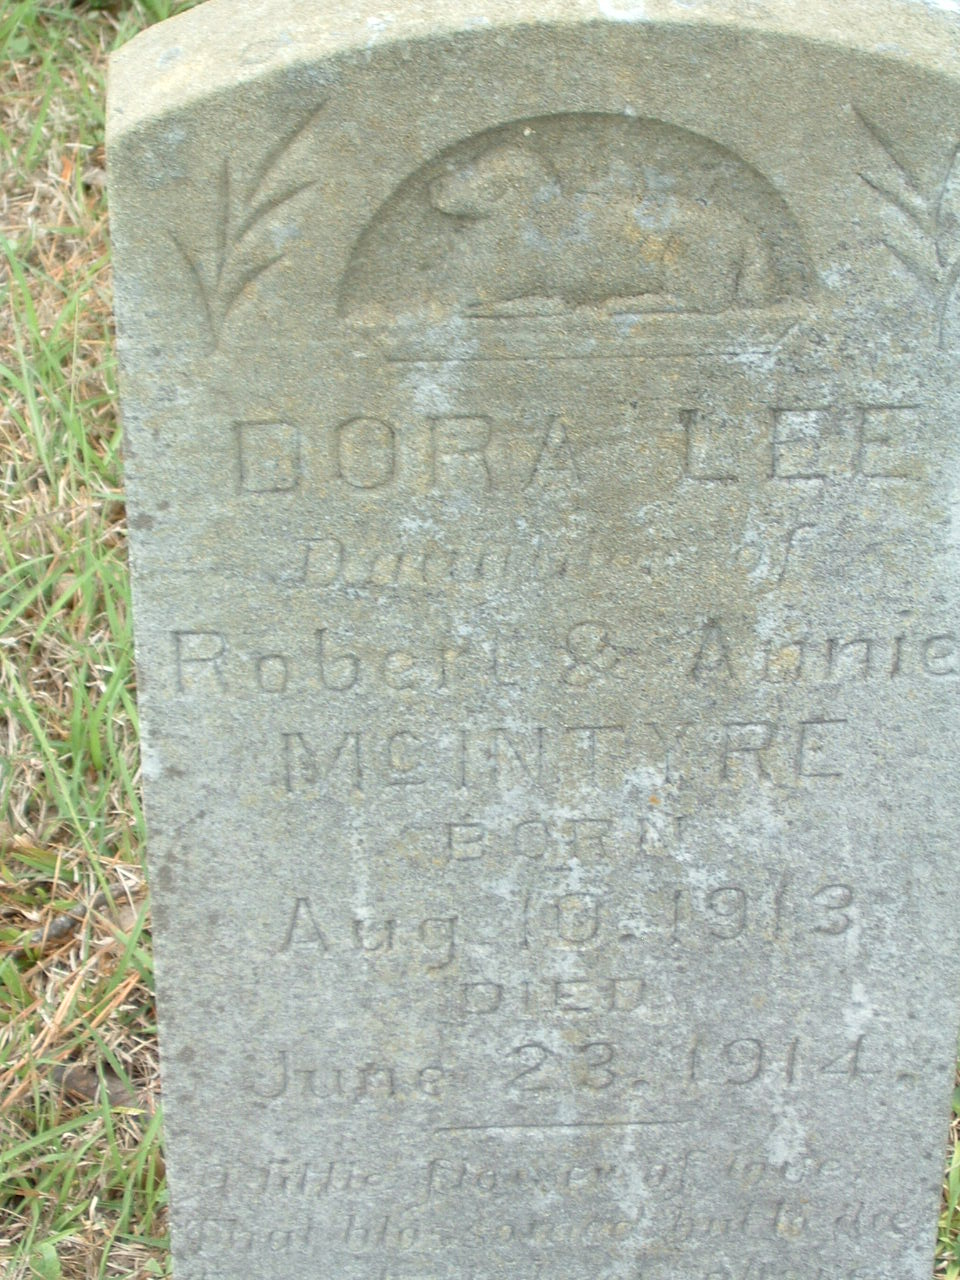 DORA LEE
Daughter of
Robert & Annie
McINTYRE
BORN
Aug. 10. 1913
DIED
June 23. 1914.
A little flower of love
That blossomed but to die